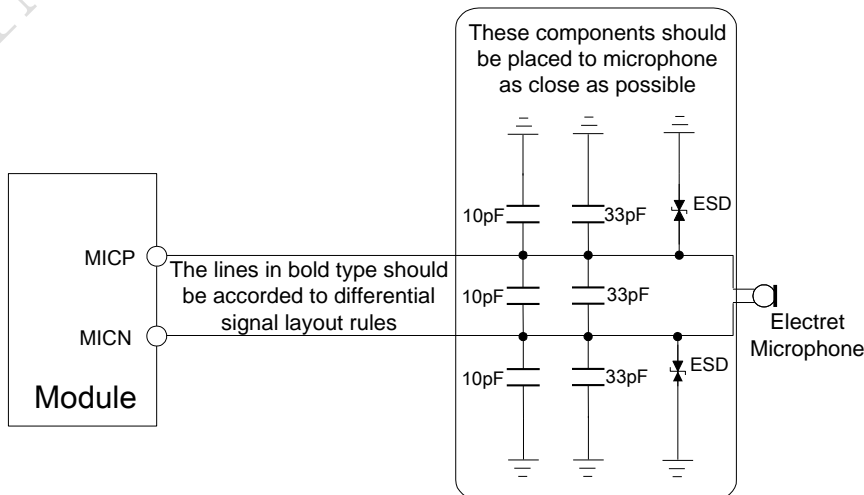 These components should
be placed to microphone
as close as possible
10pF
33pF
ESD
MICP
The lines in bold type should
be accorded to differential
signal layout rules
10pF
33pF
MICN
Electret
Microphone
10pF
33pF
ESD
Module